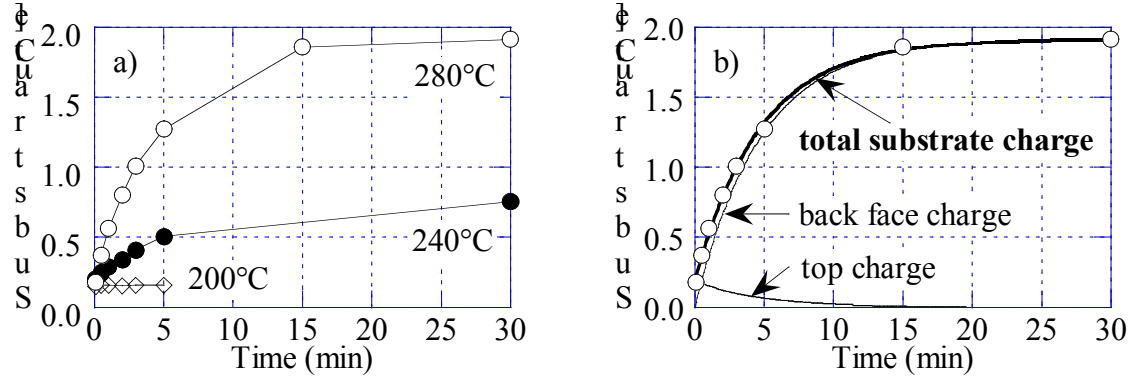 2.0
1.5
1.0
0.5
0.0
a)
280°C
240°C
200°C
0 5 10 15 20 25 30
Time (min)
2.0
1.5
1.0
0.5
0.0
b)
total substrate charge
back face charge
top charge
0 5 10 15 20 25 30
Time (min)